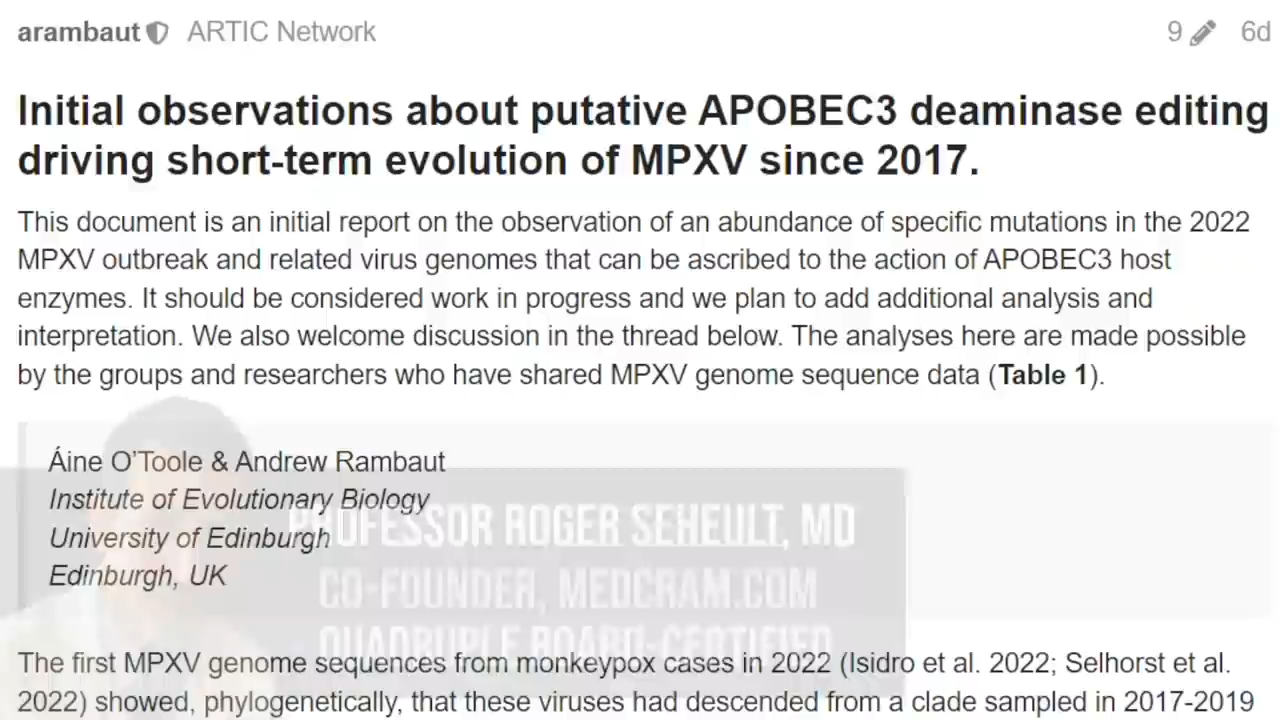 arambaut ARTIC Network 9 6d
Initial observations about putative APOBEC3 deaminase editing
driving short-term evolution of MPXV since 2017.
This document is an initial report on the observation of an abundance of specific mutations in the 2022
MPXV outbreak and related virus genomes that can be ascribed to the action of APOBEC3 host
enzymes. It should be considered work in progress and we plan to add additional analysis and
interpretation. We also welcome discussion in the thread below. The analyses here are made possible
by the groups and researchers who have shared MPXV genome sequence data (Table 1).
Áine O'Toole & Andrew Rambaut
Institute of Evolutionary Biology
University of Edinburgh
Edinburgh, UK
PROFESSOR ROGER SEHEULT, MD
CO-FOUNDER, MEDCRAM.COM
QUADRUPLE BOARD-CERTIFIED
The first MPXV genome sequences from monkeypox cases in 2022 (Isidro et al. 2022; Selhorst et al.
2022) showed, phylogenetically, that these viruses had descended from a clade sampled in 2017-2019